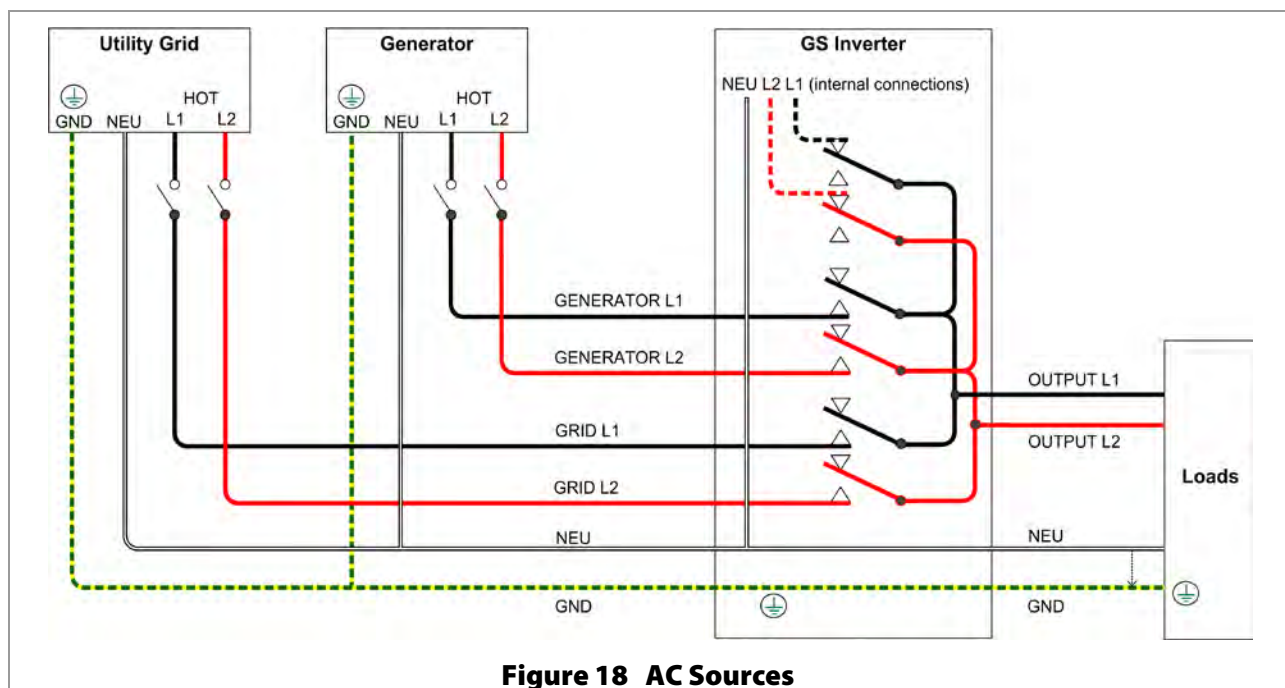 Utility Grid
HOT
GND NEU L1 L2
Generator
HOT
GND NEU L1 L2
GS Inverter
NEU L2 L1 (internal connections)
GENERATOR L1
GENERATOR L2
GRID L1
GRID L2
NEU
GND
OUTPUT L1
OUTPUT L2
NEU
GND
Loads
Figure 18 AC Sources